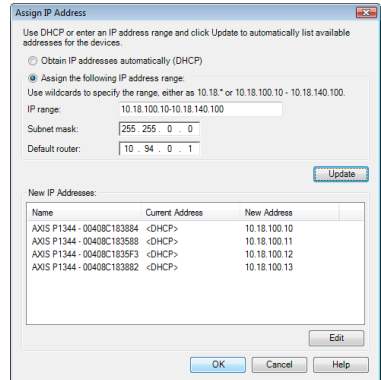 Assign IP Address
Use DHCP or enter an IP address range and click Update to automatically list available
addresses for the devices.
Obtain IP addresses automatically (DHCP)
Assign the following IP address range:
Use wildcards to specify the range, either as 10.18.* or 10.18.100.10 - 10.18.140.100.
IP range: 10.18.100.10-10.18.140.100
Subnet mask: 255 . 255 . 0 . 0
Default router: 10 . 94 . 0 . 1
Update
New IP Addresses:
Name Current Address New Address
AXIS P1344 - 00408C183884 <DHCP> 10.18.100.10
AXIS P1344 - 00408C183588 <DHCP> 10.18.100.11
AXIS P1344 - 00408C1835F3 <DHCP> 10.18.100.12
AXIS P1344 - 00408C183882 <DHCP> 10.18.100.13
Edit
OK Cancel Help